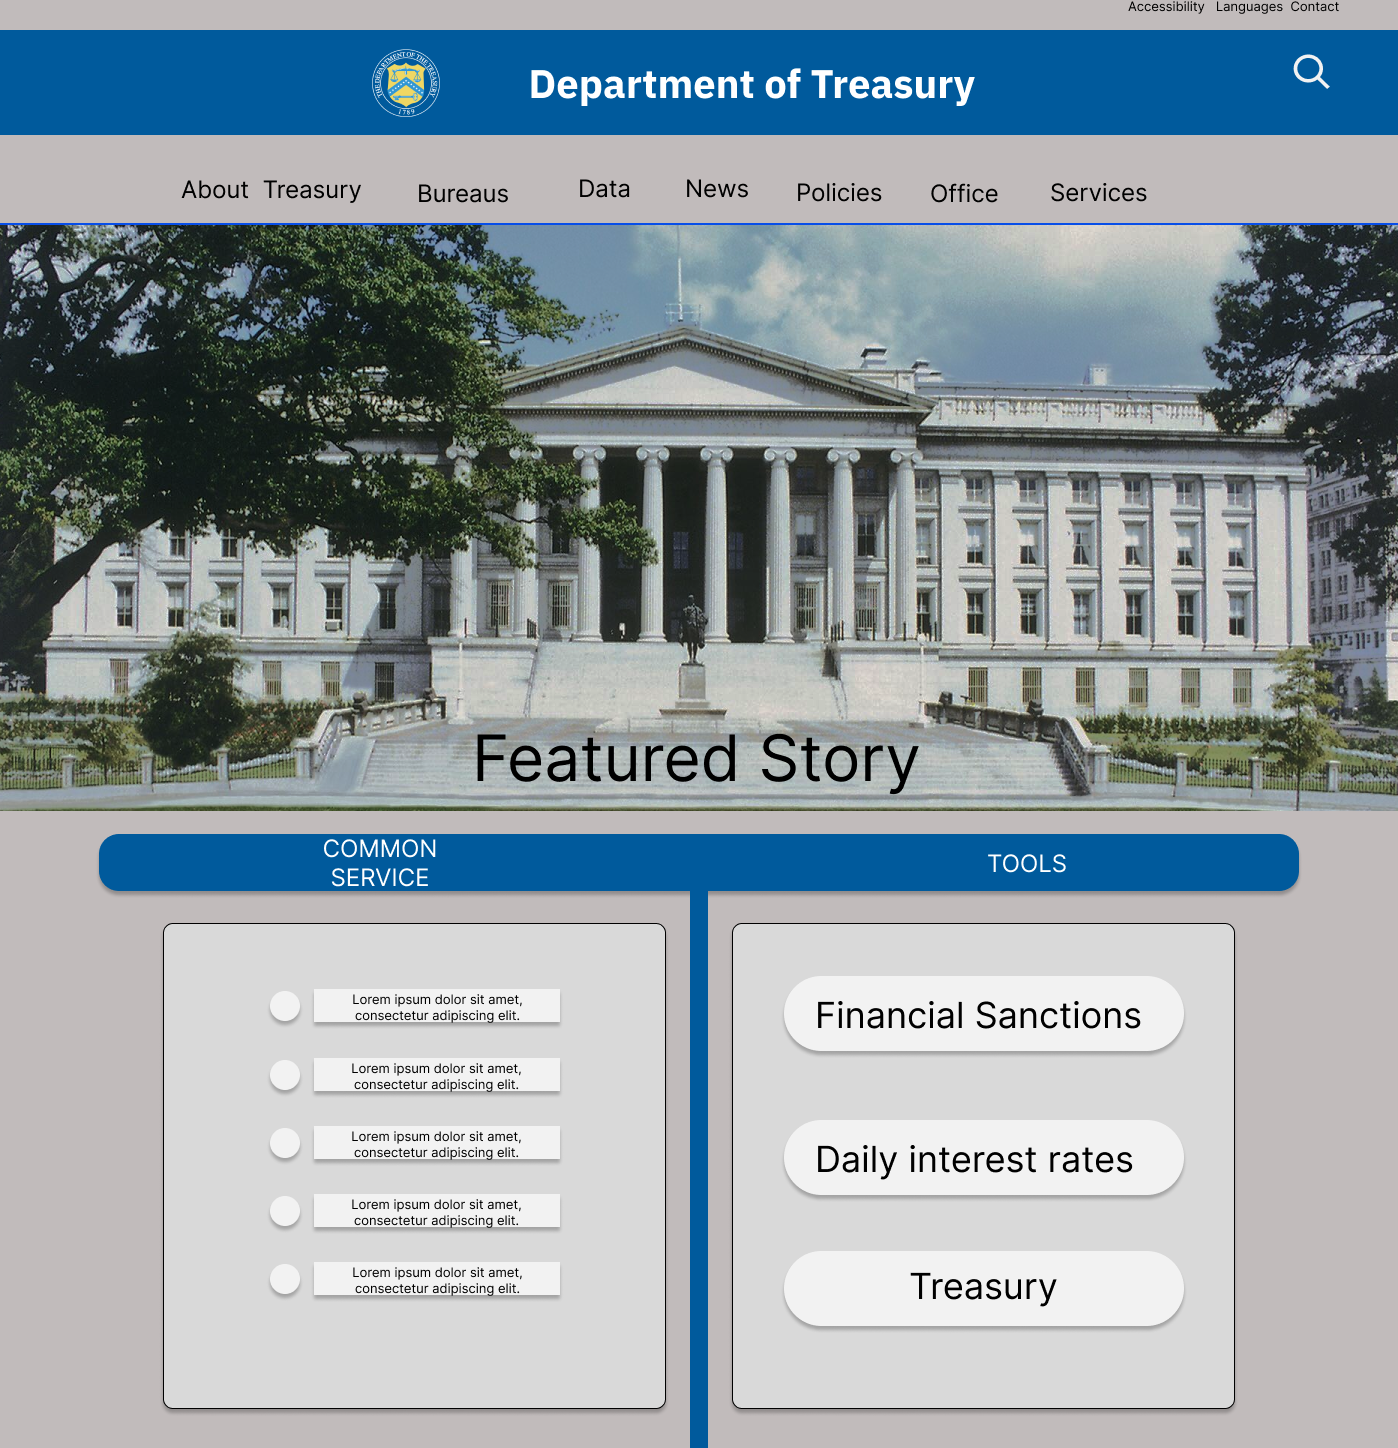 Accessibility Languages Contact
THE DEPARTMENT OF THE TREASURY
1789
Department of Treasury
About Treasury Bureaus Data News Policies Office Services
Featured Story
COMMON
SERVICE
TOOLS
Lorem ipsum dolor sit amet,
consectetur adipiscing elit.
Lorem ipsum dolor sit amet,
consectetur adipiscing elit.
Lorem ipsum dolor sit amet,
consectetur adipiscing elit.
Lorem ipsum dolor sit amet,
consectetur adipiscing elit.
Lorem ipsum dolor sit amet,
consectetur adipiscing elit.
Financial Sanctions
Daily interest rates
Treasury